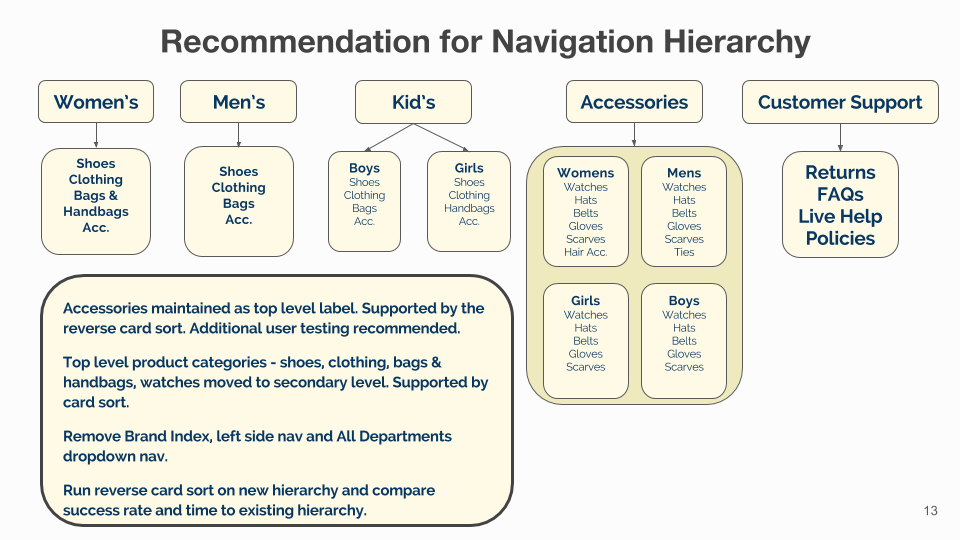 Recommendation for Navigation Hierarchy
Women's
Men's
Kid's
Accessories
Customer Support
Shoes
Clothing
Bags &
Handbags
Acc.
Shoes
Clothing
Bags
Acc.
Boys
Shoes
Clothing
Bags
Acc.
Girls
Shoes
Clothing
Handbags
Acc.
Womens
Watches
Hats
Belts
Gloves
Scarves
Hair Acc.
Mens
Watches
Hats
Belts
Gloves
Scarves
Ties
Girls
Watches
Hats
Belts
Gloves
Scarves
Boys
Watches
Hats
Belts
Gloves
Scarves
Returns
FAQs
Live Help
Policies
Accessories maintained as top level label. Supported by the
reverse card sort. Additional user testing recommended.
Top level product categories - shoes, clothing, bags &
handbags, watches moved to secondary level. Supported by
card sort.
Remove Brand Index, left side nav and All Departments
dropdown nav.
Run reverse card sort on new hierarchy and compare
success rate and time to existing hierarchy.
13